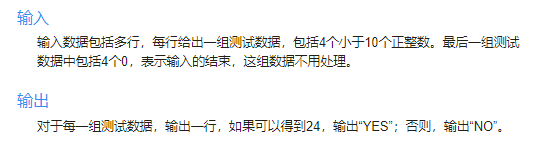 输入
输入数据包括多行，每行给出一组测试数据，包括4个小于10个正整数。最后一组测试
数据中包括4个0，表示输入的结束，这组数据不用处理。
输出
对于每一组测试数据，输出一行，如果可以得到24，输出“YES”；否则，输出“NO”。